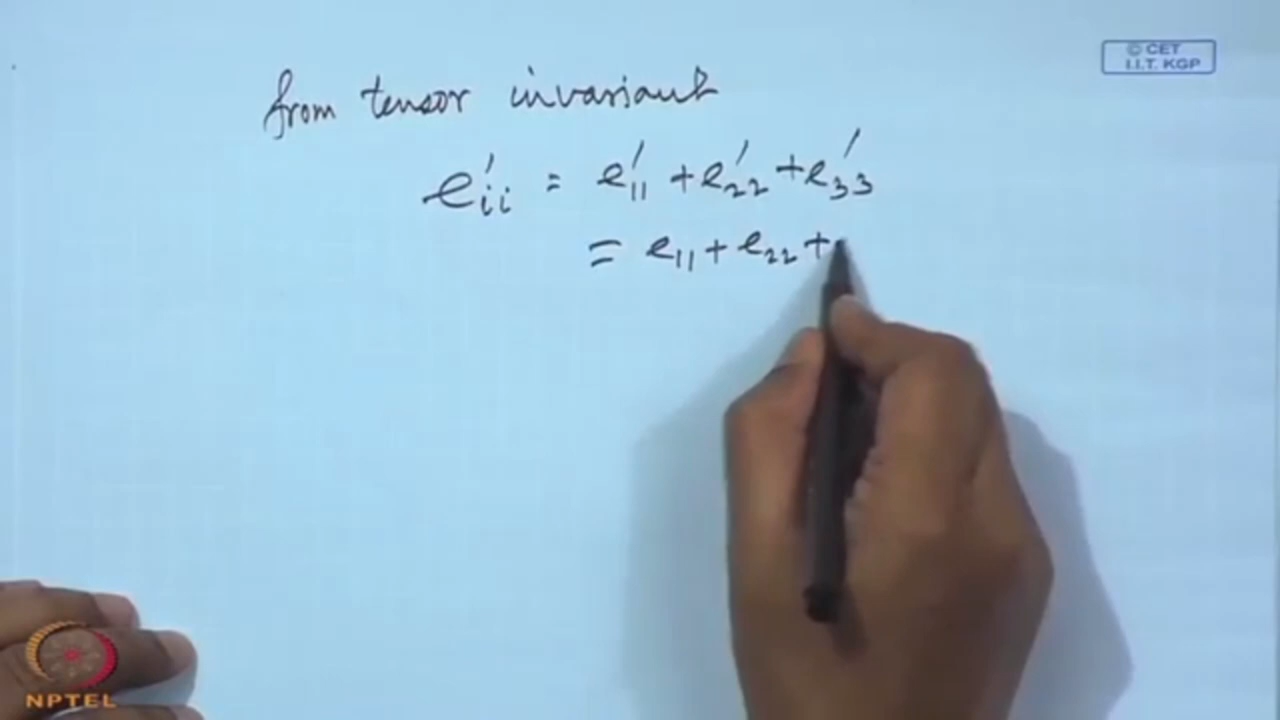 © CET
I.I.T. KGP
from tensor invariant
e'ii = e'11 + e'22 + e'33
= e11 + e22 +
NPTEL